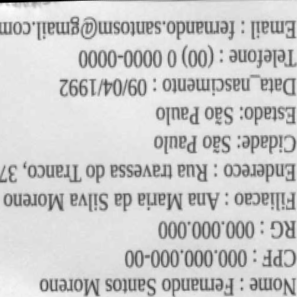 Nome : Fernando Santos Moreno
CPF : 000.000.000-00
RG : 000.000.000
Filiacao : Ana Maria da Silva Moreno
Endereco : Rua travessa do Tranco, 37
Cidade: São Paulo
Estado: São Paulo
Data_nascimento : 09/04/1992
Telefone : (00) 0 0000-0000
Email : fernando.santosm@gmail.com